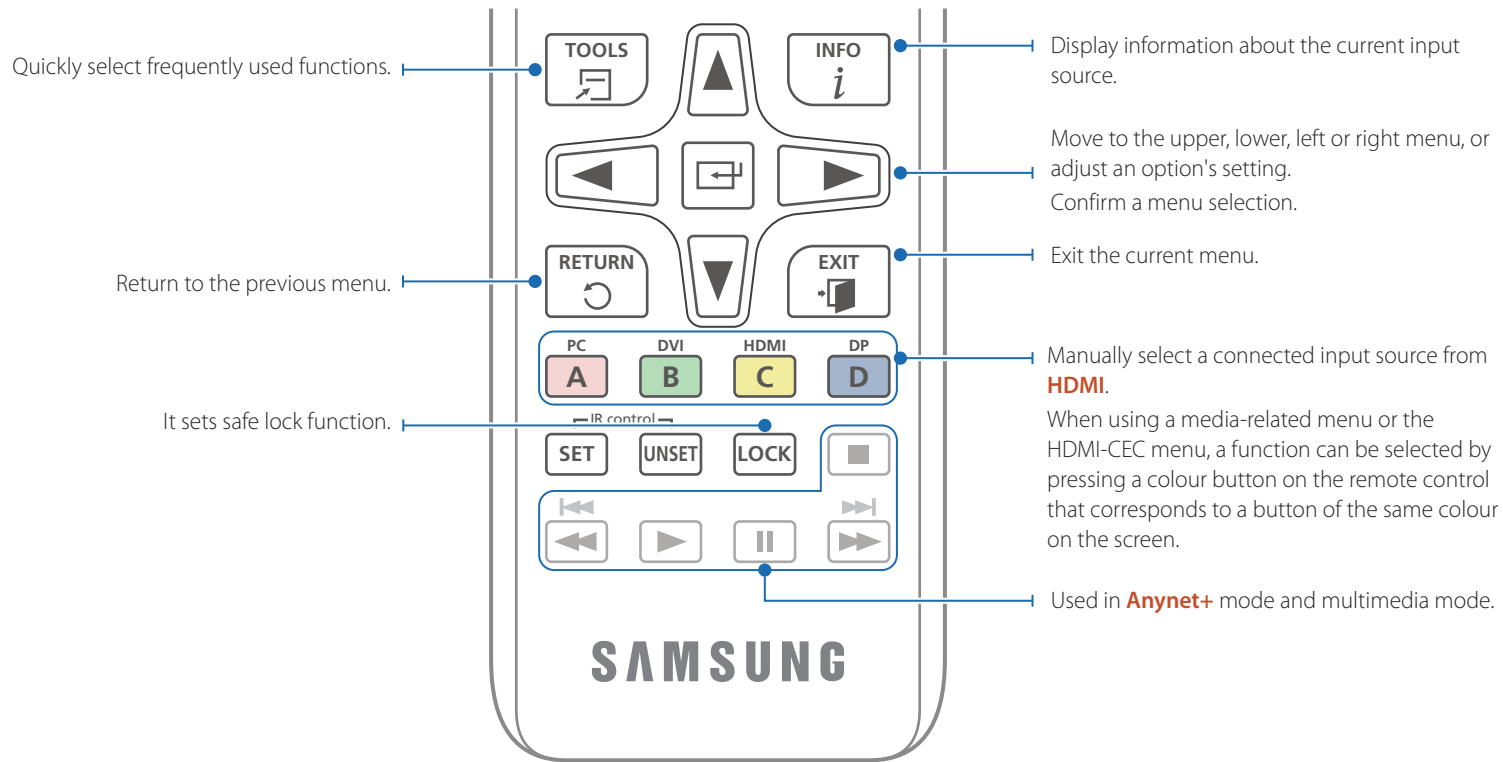 TOOLS
INFO
i
Quickly select frequently used functions.
Display information about the current input
source.
Move to the upper, lower, left or right menu, or
adjust an option's setting.
Confirm a menu selection.
RETURN
EXIT
Return to the previous menu.
Exit the current menu.
PC DVI HDMI DP
A B C D
Manually select a connected input source from
HDMI.
When using a media-related menu or the
HDMI-CEC menu, a function can be selected by
pressing a colour button on the remote control
that corresponds to a button of the same colour
on the screen.
It sets safe lock function.
IR control
SET UNSET LOCK
Used in Anynet+ mode and multimedia mode.
SAMSUNG